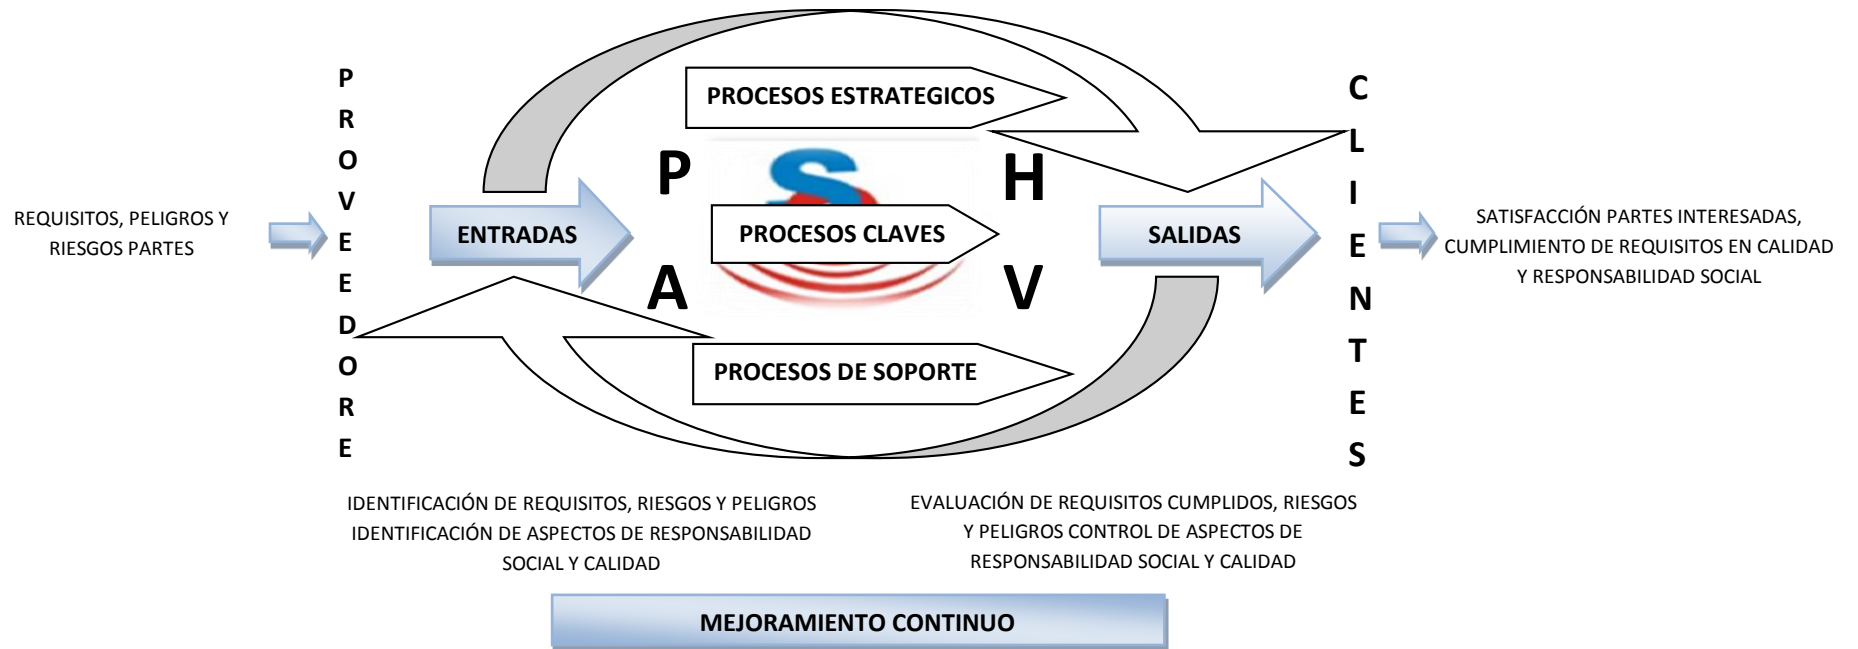 PROVEEDORE
PROCESOS ESTRATEGICOS
CLIENTES
P
H
S
REQUISITOS, PELIGROS Y
RIESGOS PARTES
ENTRADAS
PROCESOS CLAVES
SALIDAS
SATISFACCIÓN PARTES INTERESADAS,
CUMPLIMIENTO DE REQUISITOS EN CALIDAD
Y RESPONSABILIDAD SOCIAL
A
V
PROCESOS DE SOPORTE
IDENTIFICACIÓN DE REQUISITOS, RIESGOS Y PELIGROS
IDENTIFICACIÓN DE ASPECTOS DE RESPONSABILIDAD
SOCIAL Y CALIDAD
EVALUACIÓN DE REQUISITOS CUMPLIDOS, RIESGOS
Y PELIGROS CONTROL DE ASPECTOS DE
RESPONSABILIDAD SOCIAL Y CALIDAD
MEJORAMIENTO CONTINUO